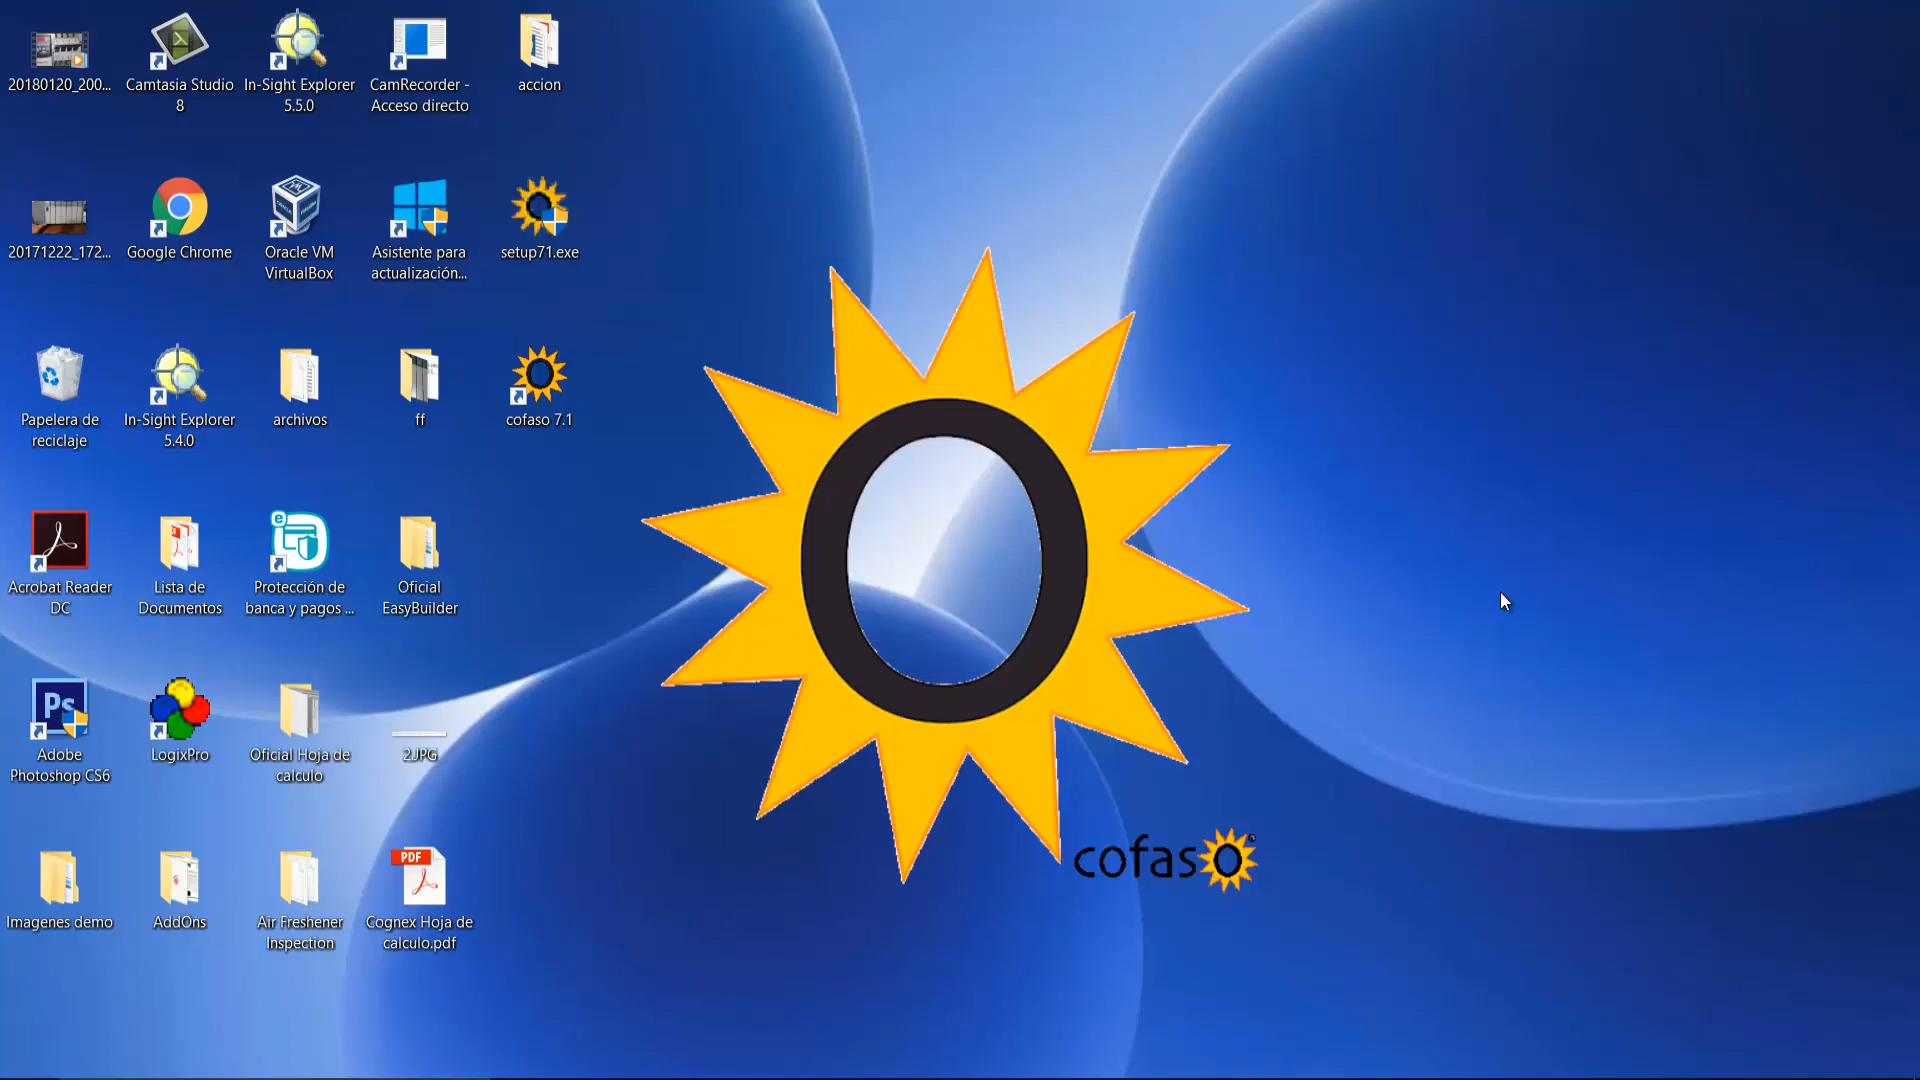 20180120_200...
Camtasia Studio
8
In-Sight Explorer
5.5.0
CamRecorder -
Acceso directo
accion
20171222_172...
Google Chrome
Oracle VM
VirtualBox
Asistente para
actualización...
setup71.exe
Papelera de
reciclaje
In-Sight Explorer
5.4.0
archivos
ff
cofaso 7.1
Acrobat Reader
DC
Lista de
Documentos
Protección de
banca y pagos ...
Oficial
EasyBuilder
Ps
Adobe
Photoshop CS6
LogixPro
Oficial Hoja de
calculo
2.JPG
cofaso
Imagenes demo
AddOns
Air Freshener
Inspection
PDF
Cognex Hoja de
calculo.pdf